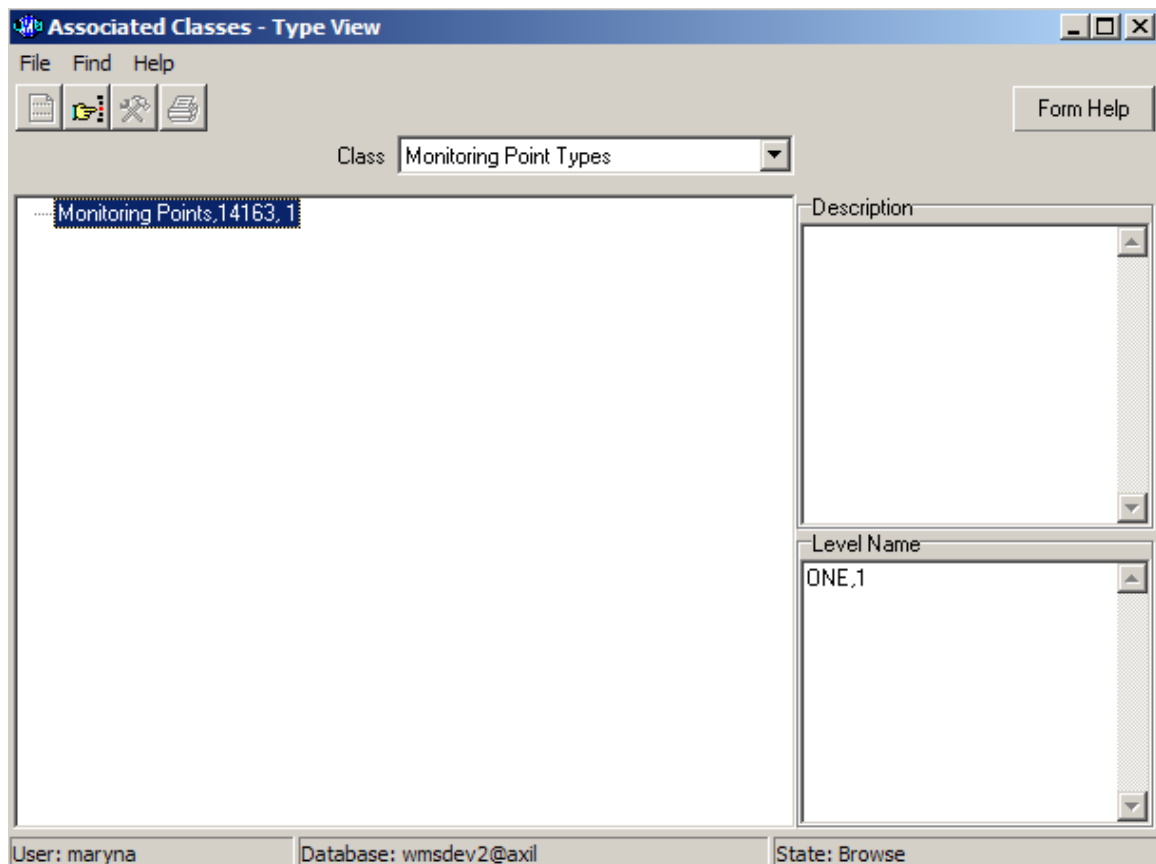 Associated Classes - Type View
File Find Help
Form Help
Class Monitoring Point Types
Monitoring Points,14163, 1
Description
Level Name
ONE,1
User: maryna Database: wmsdev2@axil State: Browse